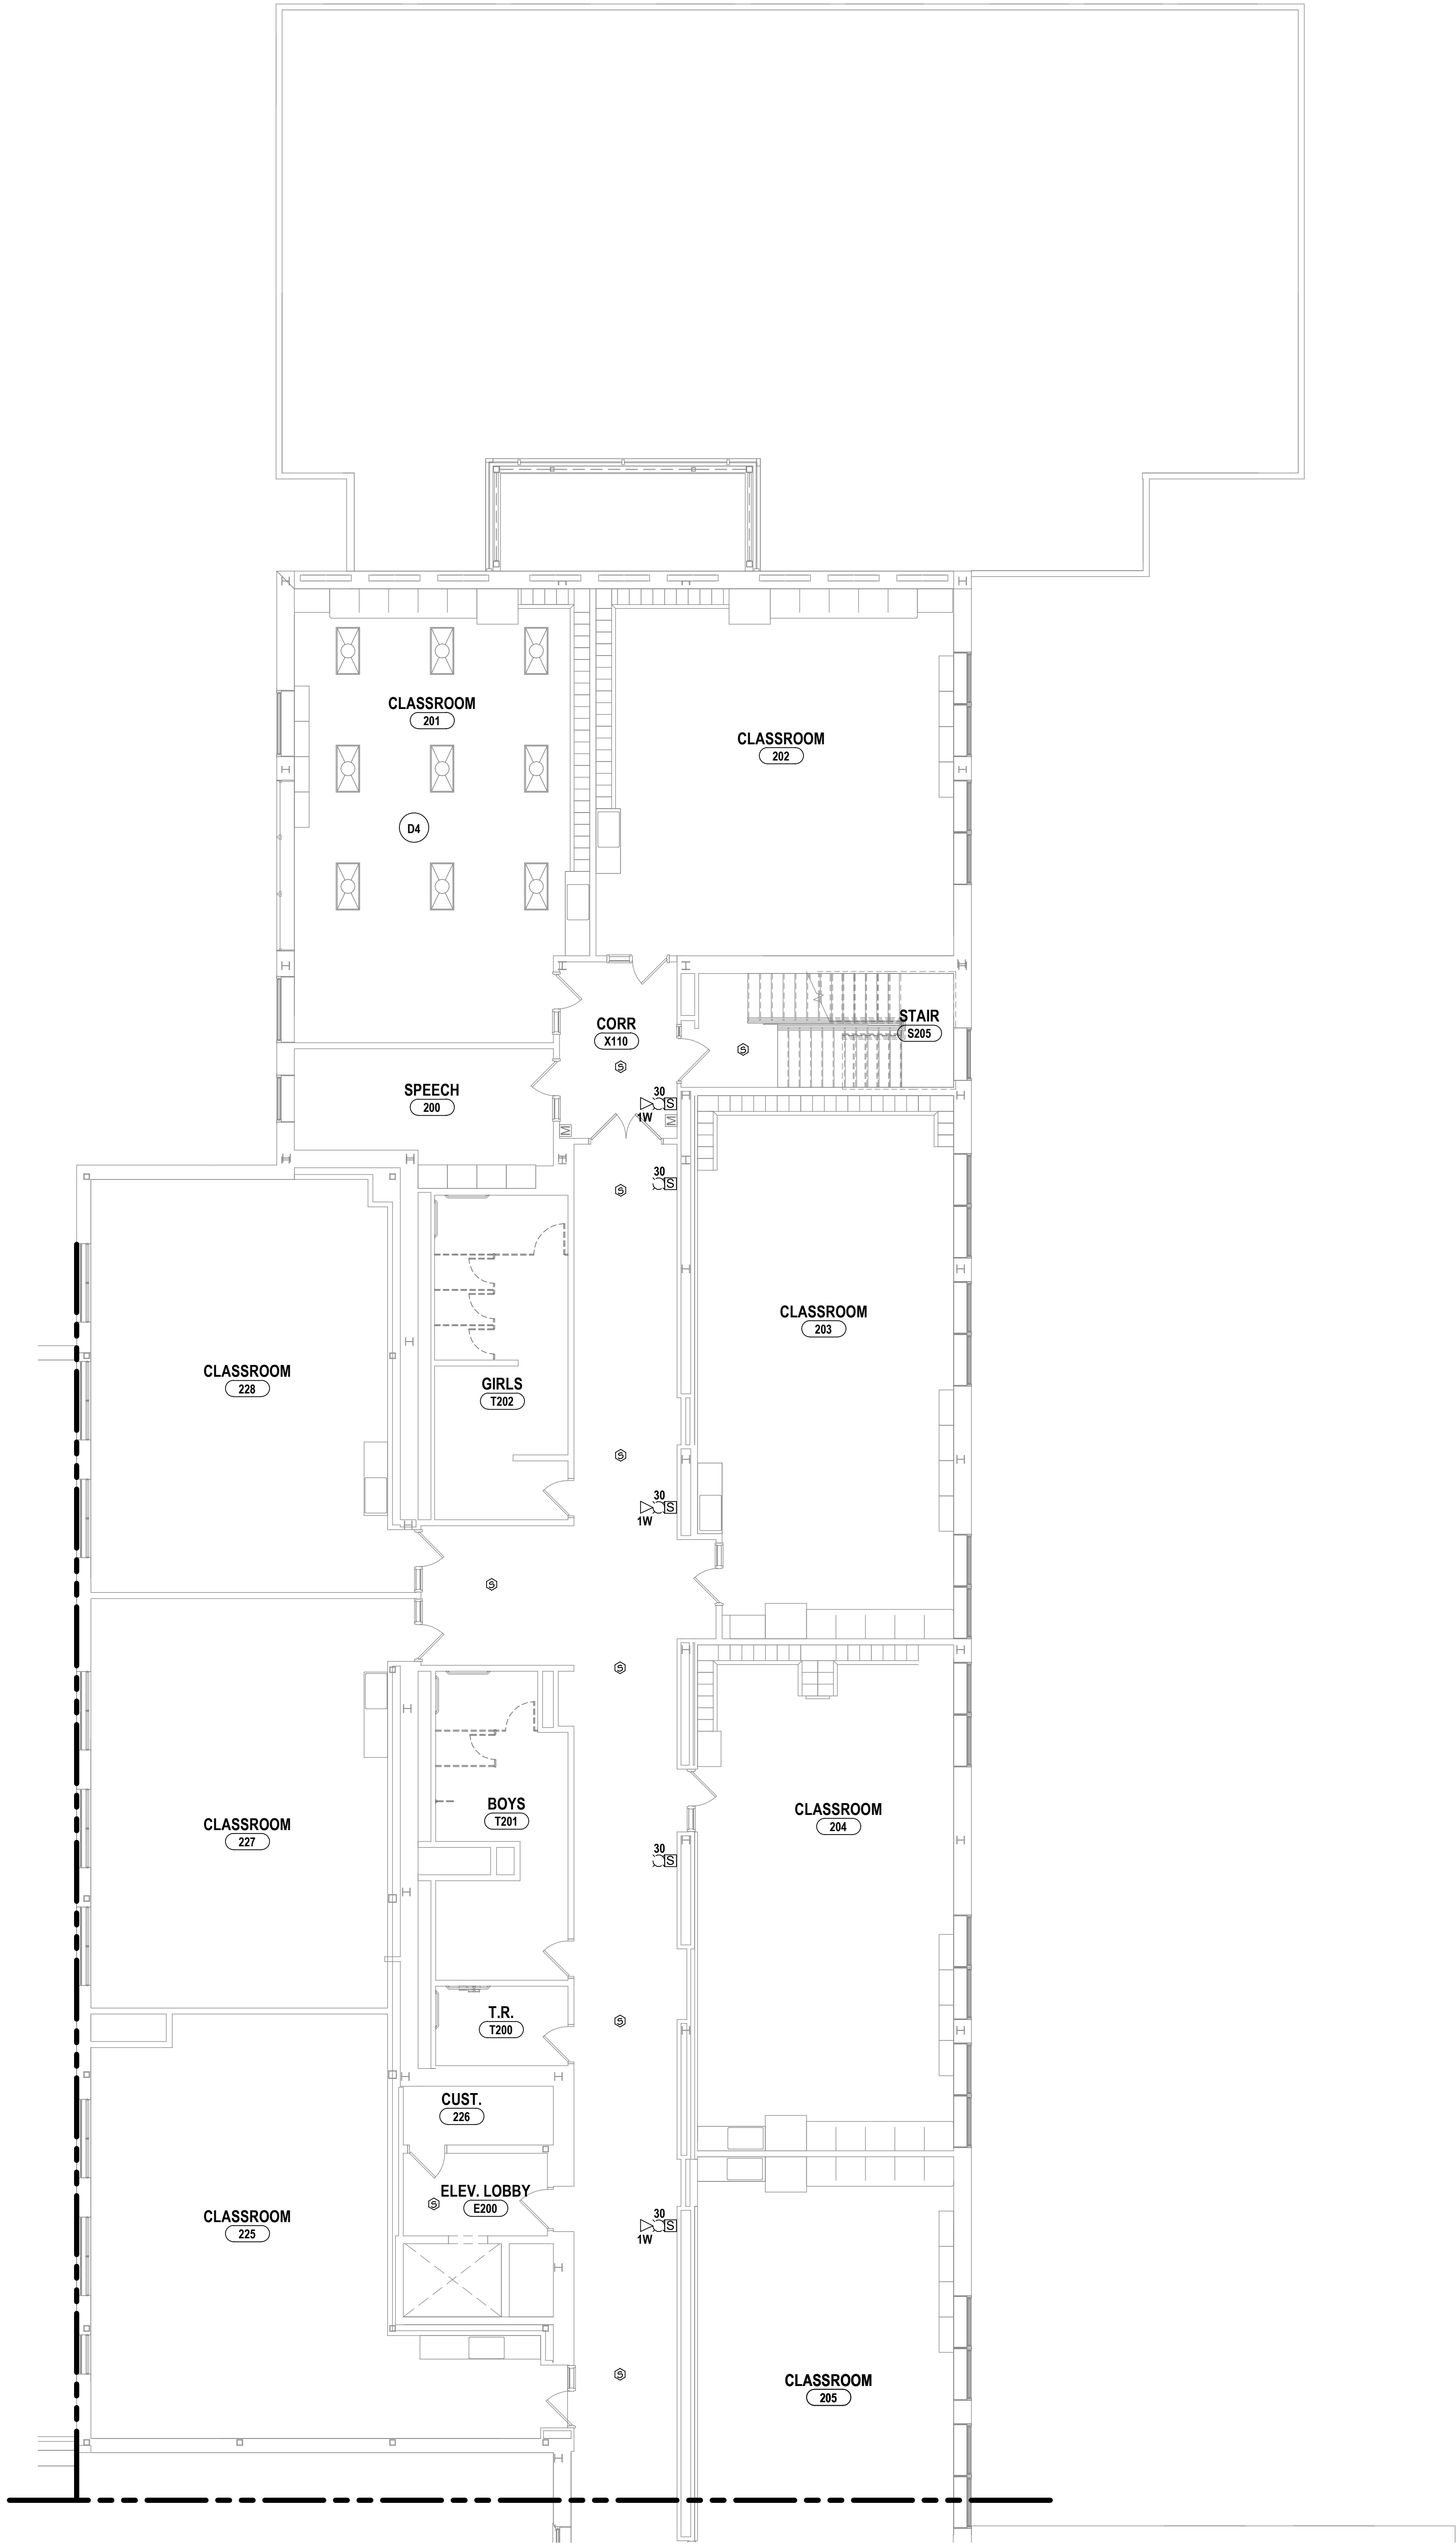 CLASSROOM
201
CLASSROOM
202
D4
CORR
X110
STAIR
S205
S
S
SPEECH
200
30
S
1W
M
M
30
S
S
CLASSROOM
203
CLASSROOM
228
GIRLS
T202
S
30
S
1W
S
S
BOYS
T201
CLASSROOM
204
CLASSROOM
227
30
S
T.R.
T200
S
CUST.
226
ELEV. LOBBY
E200
S
CLASSROOM
225
30
S
1W
S
CLASSROOM
205